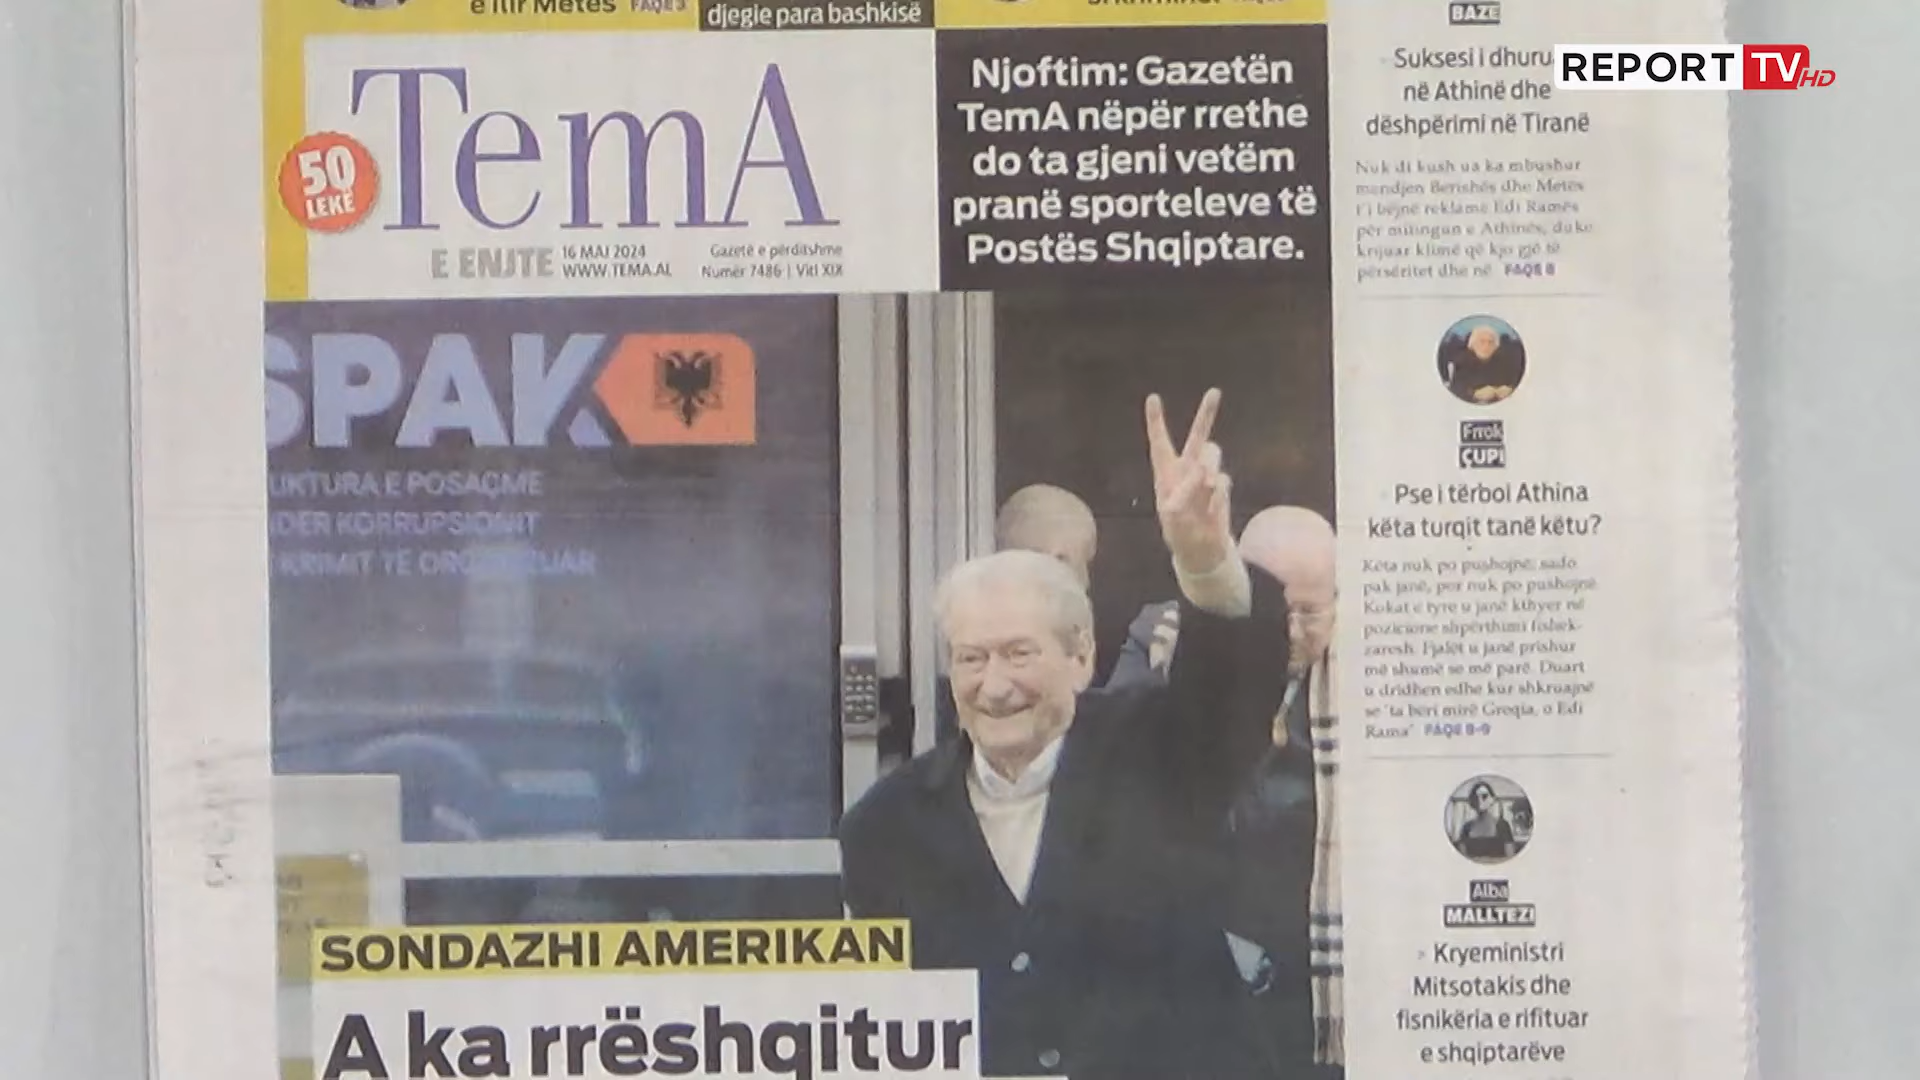 e Ilir Metës FAQE 3
djegie para bashkisë
TemA
50
LEKË
E ENJTE
16 MAJ 2024
WWW.TEMA.AL
Gazetë e përditshme
Numër 7486 | Viti XIX
Njoftim: Gazetën
TemA nëpër rrethe
do ta gjeni vetëm
pranë sporteleve të
Postës Shqiptare.
SPAK
UKTURA E POSAÇME
DËR KORRUPSIONIT
KRIMIT TË ORGANIZUAR
SONDAZHI AMERIKAN
A ka rrëshqitur
BAZE
Suksesi i dhuru
në Athinë dhe
dëshpërimi në Tiranë
Nuk di kush ua ka mbushur
mendjen Berishës dhe Metës
t'i bëjnë reklamë Edi Ramës
për mitingun e Athinës, duke
krijuar klimë që kjo gjë të
përsëritet dhe në FAQE 8
Frrok
ÇUPI
Pse i tërboi Athina
këta turqit tanë këtu?
Këta nuk po pushojnë, sado
pak janë, por nuk po pushojnë.
Kokat e tyre u janë kthyer në
pozicione shpërthimi fishek-
zaresh. Fjalët u janë prishur
më shumë se më parë. Duart
u dridhen edhe kur shkruajnë
se 'ta bëri mirë Greqia, o Edi
Rama" FAQE 8-9
Alba
MALLTEZI
Kryeministri
Mitsotakis dhe
fisnikëria e rifituar
e shqiptarëve
REPORT TV HD